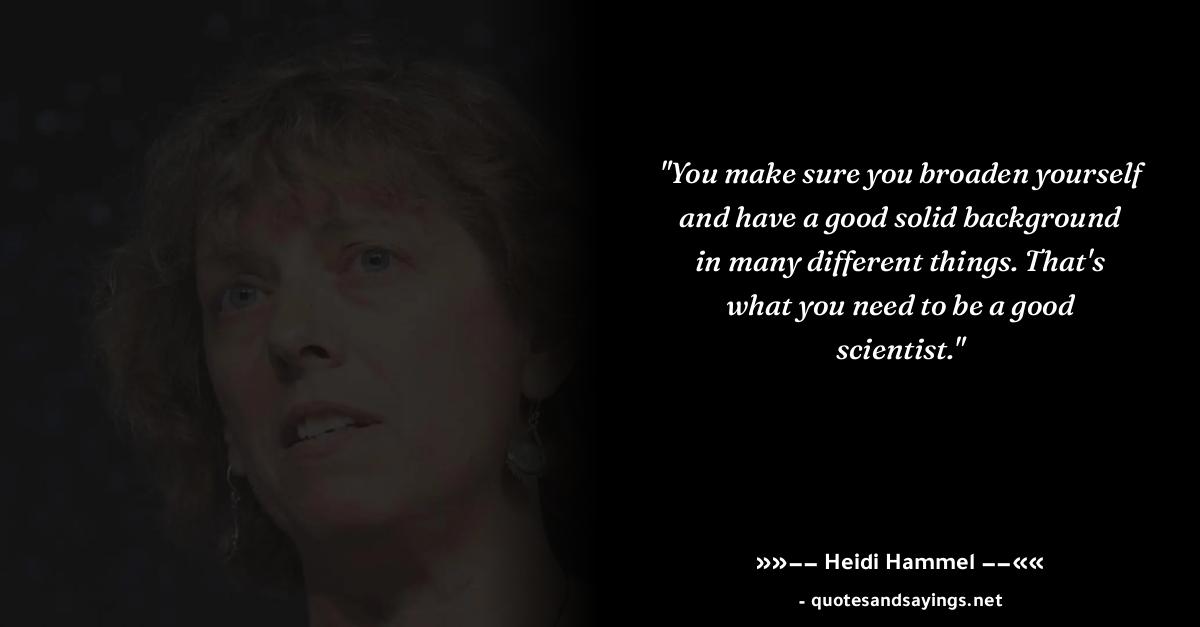 "You make sure you broaden yourself
and have a good solid background
in many different things. That's
what you need to be a good
scientist."
»»–– Heidi Hammel ––««
- quotesandsayings.net